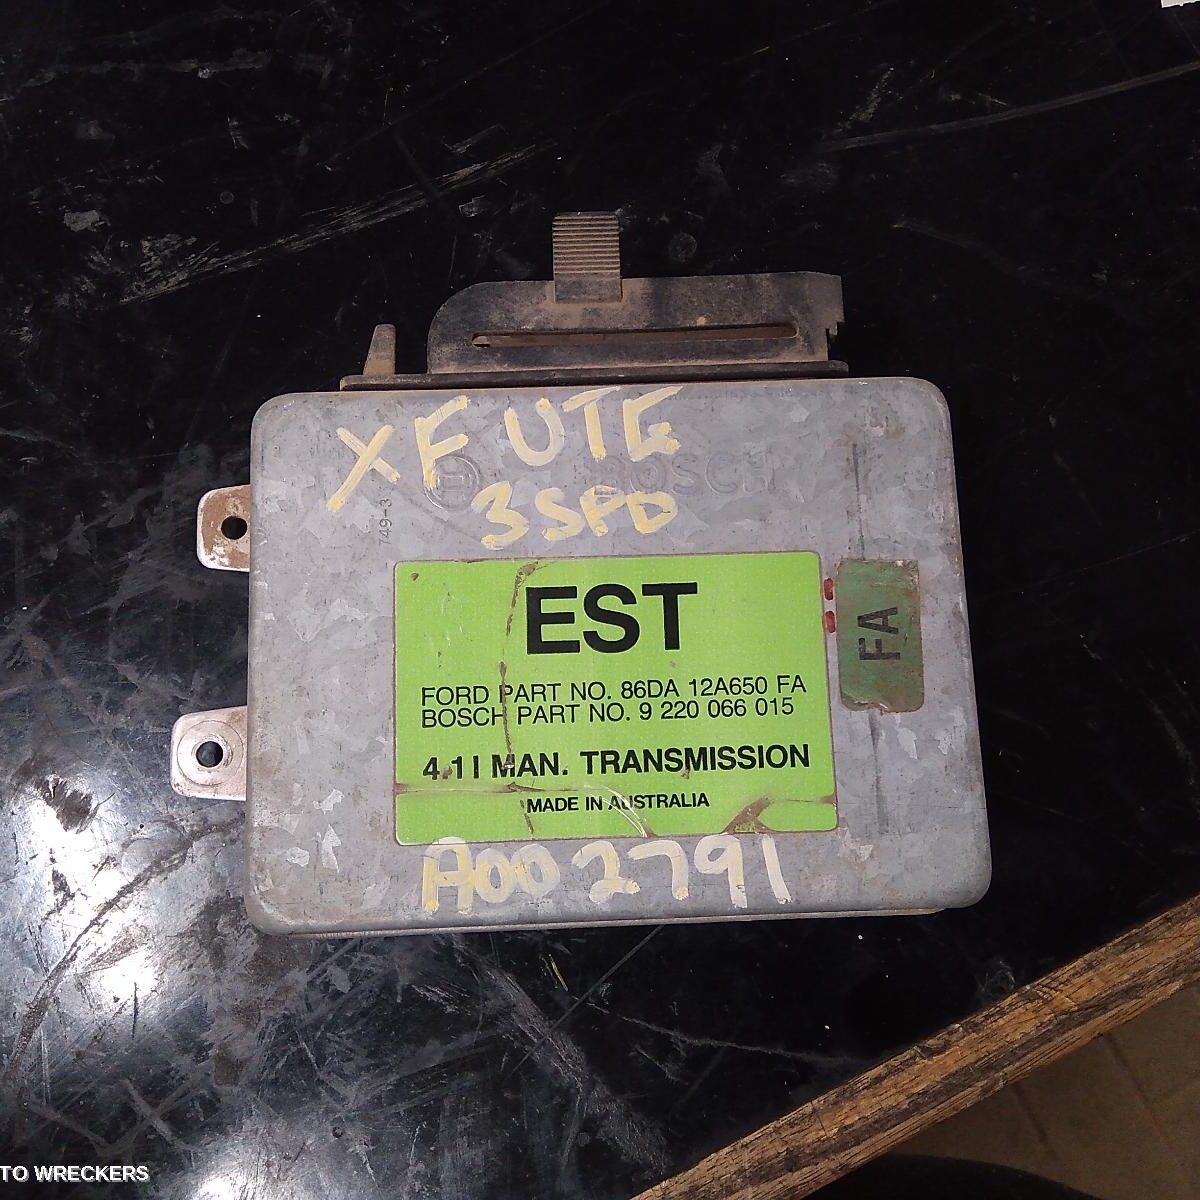 XF UTE
BOSCH
3SPD
749-3
EST
FA
FORD PART NO. 86DA 12A650 FA
BOSCH PART NO. 9 220 066 015
4.1 l MAN. TRANSMISSION
MADE IN AUSTRALIA
A002791
TO WRECKERS